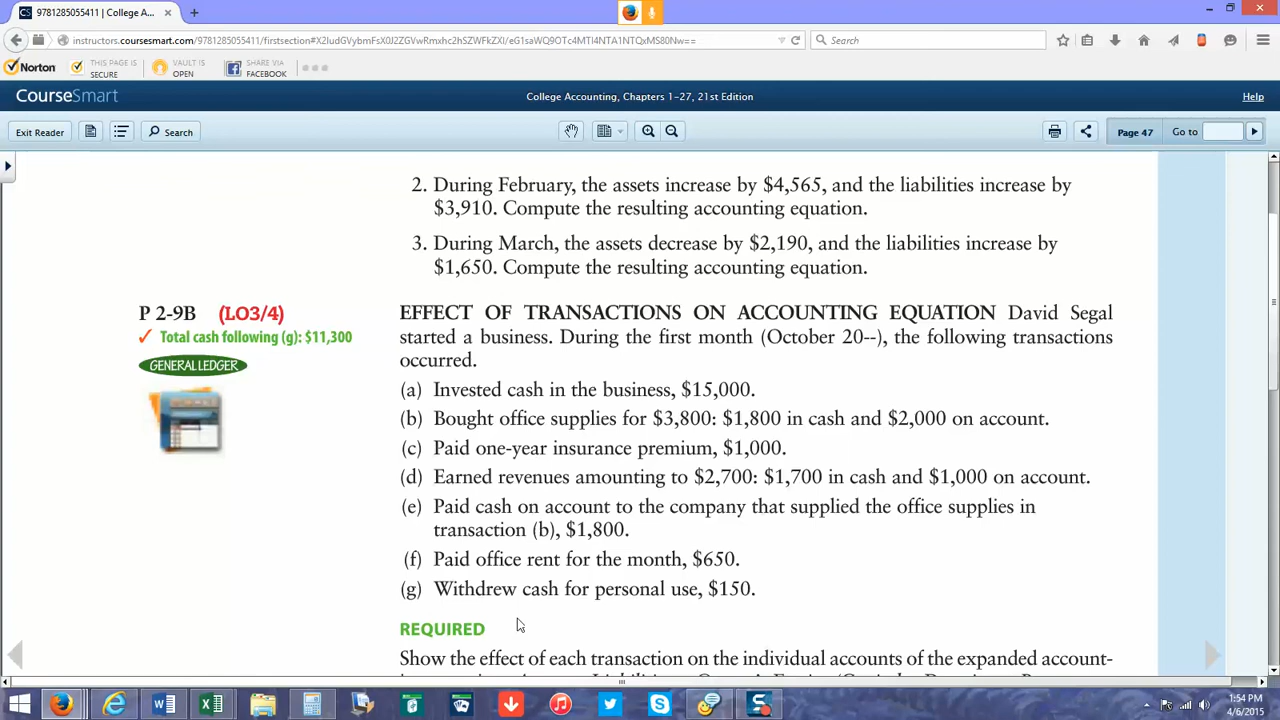 9781285055411 | College A...
instructors.coursesmart.com/9781285055411/firstsection#X2ludGVybmFsX0J2ZGVwRmxhc2hSZWFkZXI/eG1saWQ9OTc4MTI4NTA1NTQxMS80Nw==
Search
Norton
THIS PAGE IS SECURE
VAULT IS OPEN
SHARE VIA FACEBOOK
CourseSmart
College Accounting, Chapters 1-27, 21st Edition
Help
Exit Reader
Search
Page 47
Go to
2. During February, the assets increase by $4,565, and the liabilities increase by
$3,910. Compute the resulting accounting equation.
3. During March, the assets decrease by $2,190, and the liabilities increase by
$1,650. Compute the resulting accounting equation.
P 2-9B (LO3/4)
✓ Total cash following (g): $11,300
GENERAL LEDGER
EFFECT OF TRANSACTIONS ON ACCOUNTING EQUATION David Segal
started a business. During the first month (October 20--), the following transactions
occurred.
(a) Invested cash in the business, $15,000.
(b) Bought office supplies for $3,800: $1,800 in cash and $2,000 on account.
(c) Paid one-year insurance premium, $1,000.
(d) Earned revenues amounting to $2,700: $1,700 in cash and $1,000 on account.
(e) Paid cash on account to the company that supplied the office supplies in
transaction (b), $1,800.
(f) Paid office rent for the month, $650.
(g) Withdrew cash for personal use, $150.
REQUIRED
Show the effect of each transaction on the individual accounts of the expanded account-
1:54 PM
4/6/2015